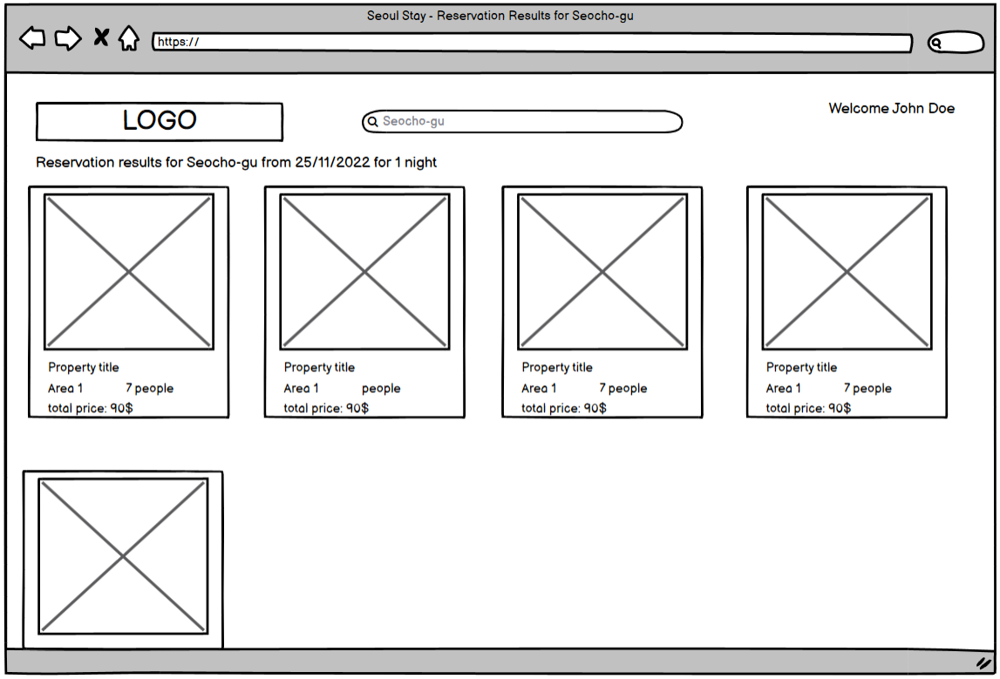 Seoul Stay - Reservation Results for Seocho-gu
https://
LOGO
Seocho-gu
Welcome John Doe
Reservation results for Seocho-gu from 25/11/2022 for 1 night
Property title
Area 1 7 people
total price: 90$
Property title
Area 1 people
total price: 90$
Property title
Area 1 7 people
total price: 90$
Property title
Area 1 7 people
total price: 90$